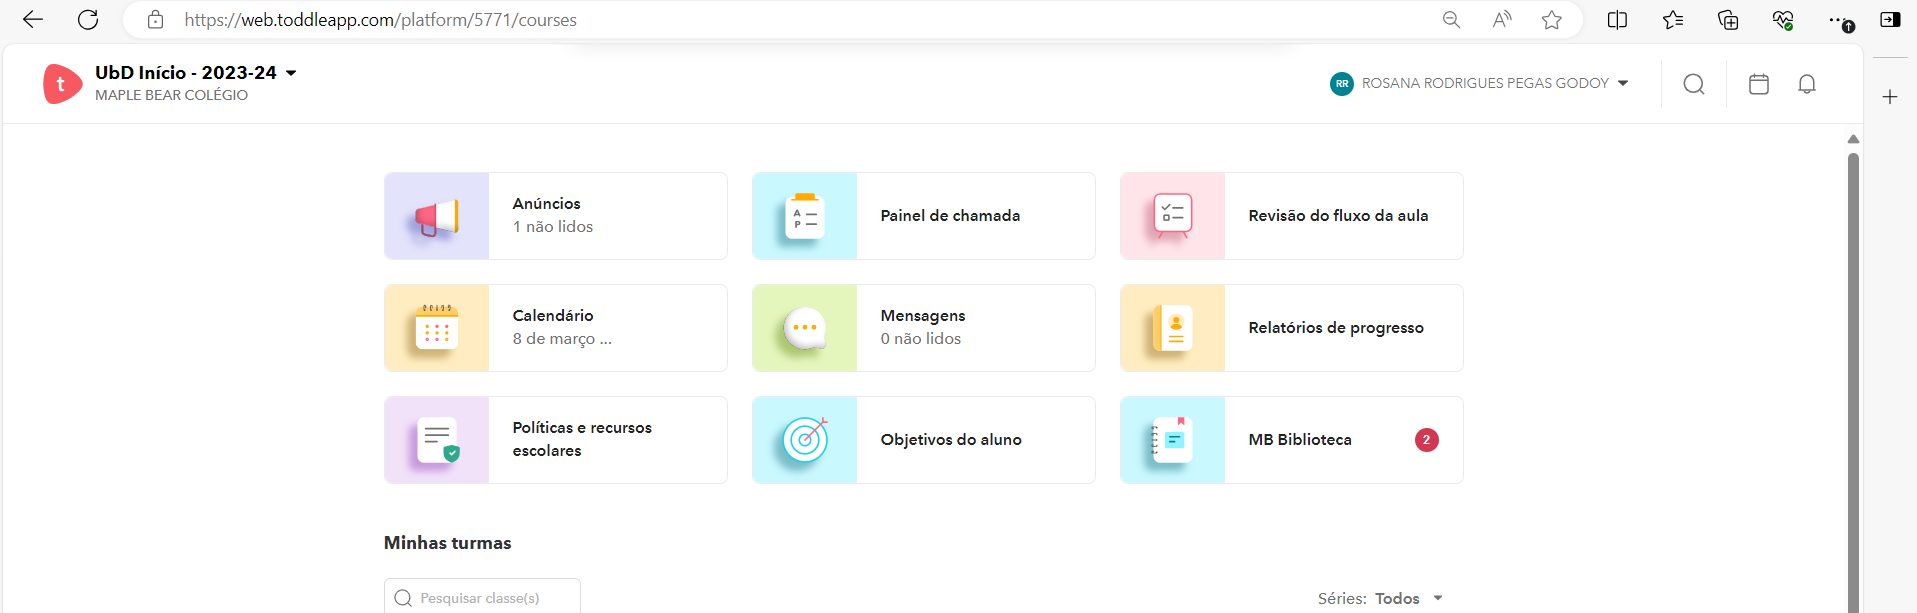 https://web.toddleapp.com/platform/5771/courses
t
UbD Início - 2023-24
MAPLE BEAR COLÉGIO
RR
ROSANA RODRIGUES PEGAS GODOY
Anúncios
1 não lidos
A
P
Painel de chamada
Revisão do fluxo da aula
Calendário
8 de março ...
Mensagens
0 não lidos
Relatórios de progresso
Políticas e recursos
escolares
Objetivos do aluno
MB Biblioteca
2
Minhas turmas
Pesquisar classe(s)
Séries: Todos